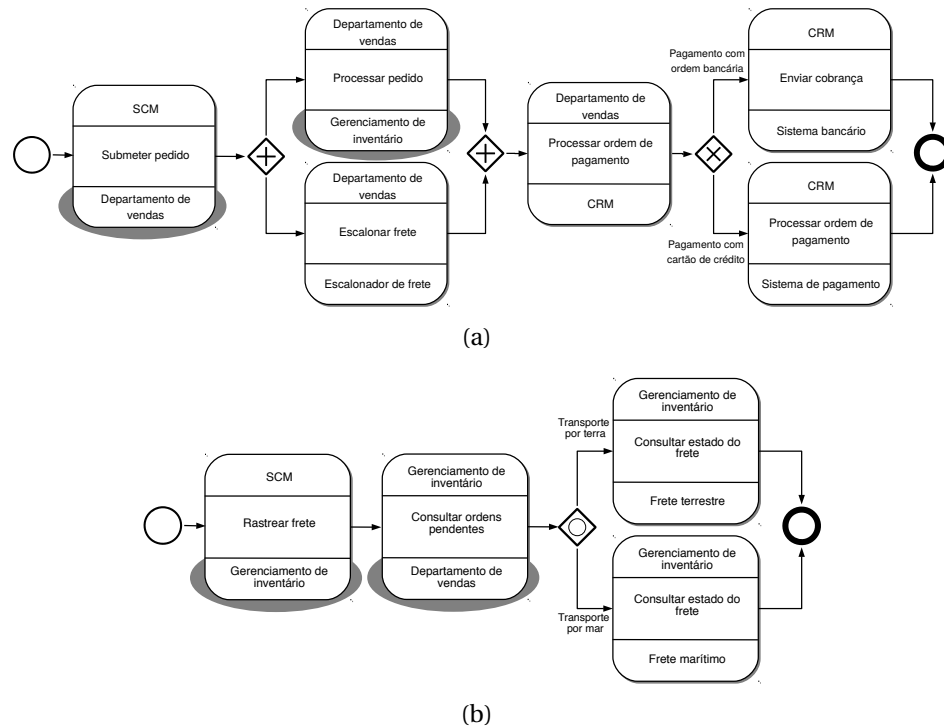 SCM
Submeter pedido
Departamento de
vendas
Departamento de
vendas
Processar pedido
Gerenciamento de
inventário
Departamento de
vendas
Escalonar frete
Escalonador de frete
Departamento de
vendas
Processar ordem de
pagamento
CRM
Pagamento com
ordem bancária
CRM
Enviar cobrança
Sistema bancário
Pagamento com
cartão de crédito
CRM
Processar ordem de
pagamento
Sistema de pagamento
(a)
SCM
Rastrear frete
Gerenciamento de
inventário
Gerenciamento de
inventário
Consultar ordens
pendentes
Departamento de
vendas
Transporte
por terra
Gerenciamento de
inventário
Consultar estado do
frete
Frete terrestre
Transporte
por mar
Gerenciamento de
inventário
Consultar estado do
frete
Frete marítimo
(b)